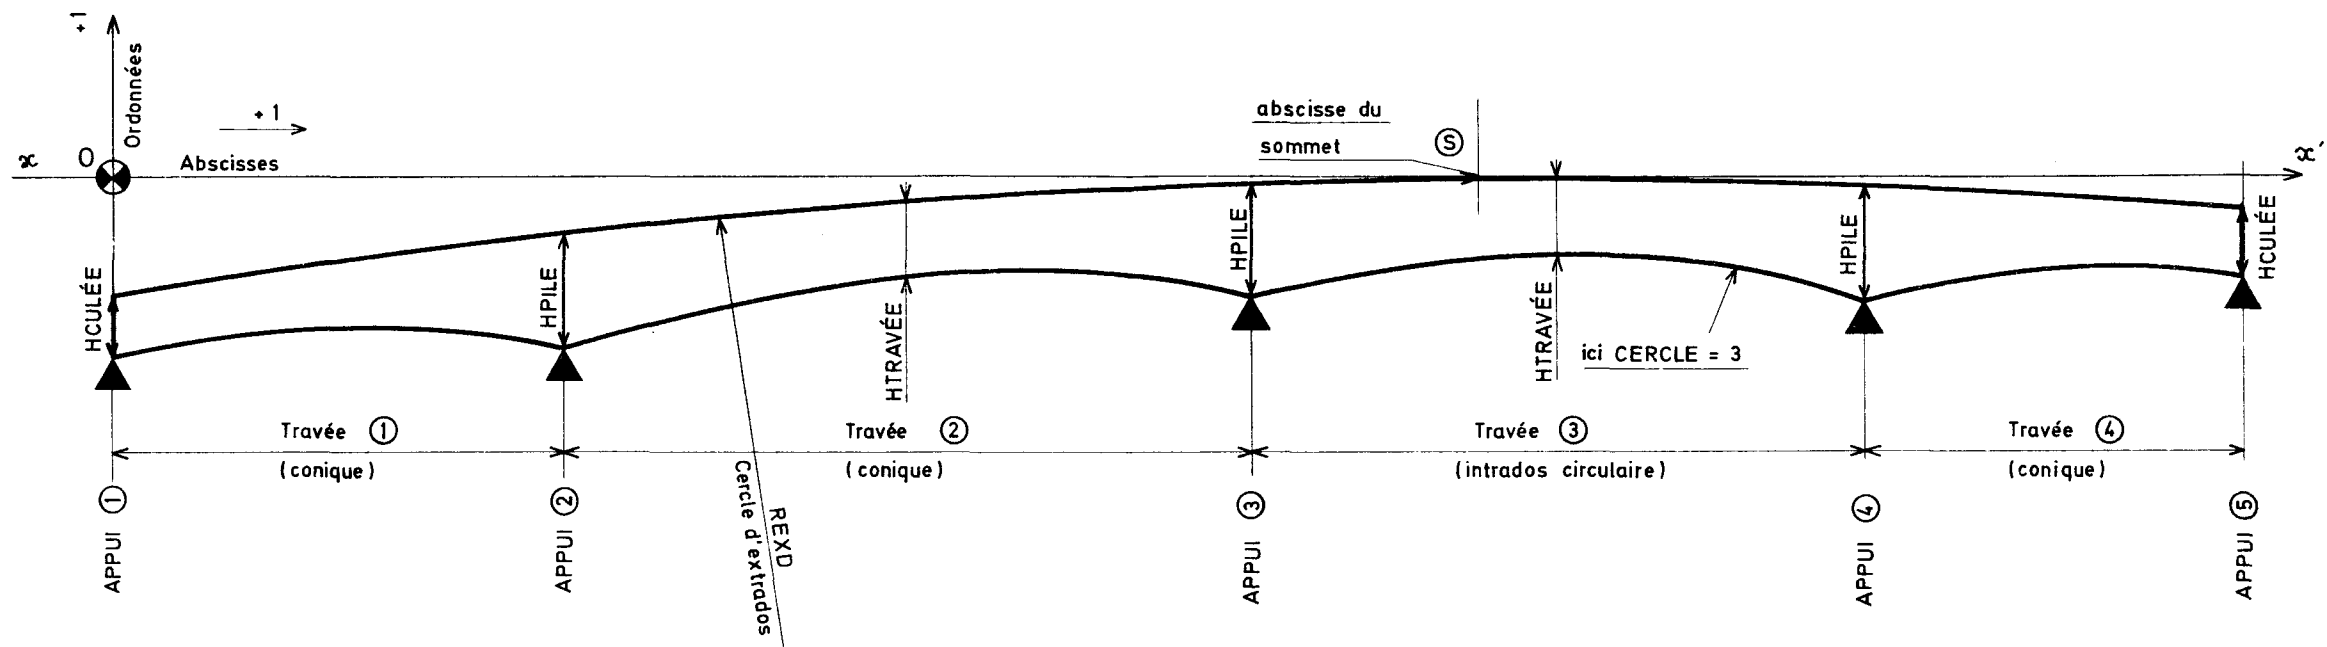 +1
Ordonnées
+1
x
O
Abscisses
abscisse du
sommet
S
x'
HCULÉE
HPILE
HTRAVÉE
HPILE
HTRAVÉE
ici CERCLE = 3
HPILE
HCULÉE
Travée 1
(conique)
Travée 2
(conique)
Travée 3
(intrados circulaire)
Travée 4
(conique)
REXD
Cercle d'extrados
APPUI 1
APPUI 2
APPUI 3
APPUI 4
APPUI 5